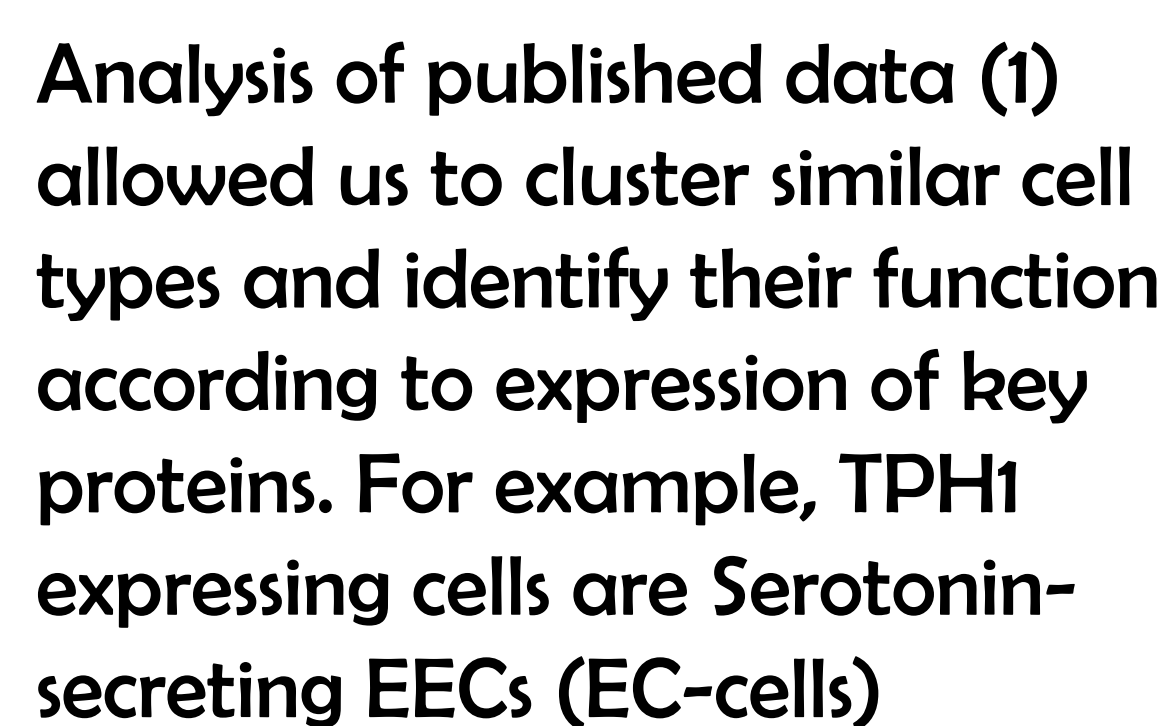 Analysis of published data (1)
allowed us to cluster similar cell
types and identify their function
according to expression of key
proteins. For example, TPH1
expressing cells are Serotonin-
secreting EECs (EC-cells)